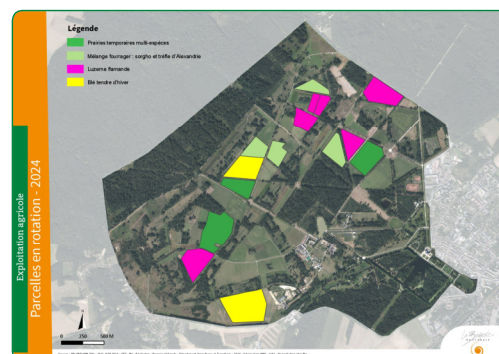 Légende
Prairies temporaires multi-espèces
Mélange fourrager : sorgho et trèfle d'Alexandrie
Luzerne flamande
Blé tendre d'hiver
Exploitation agricole
Parcelles en rotation - 2024
0 250 500 M